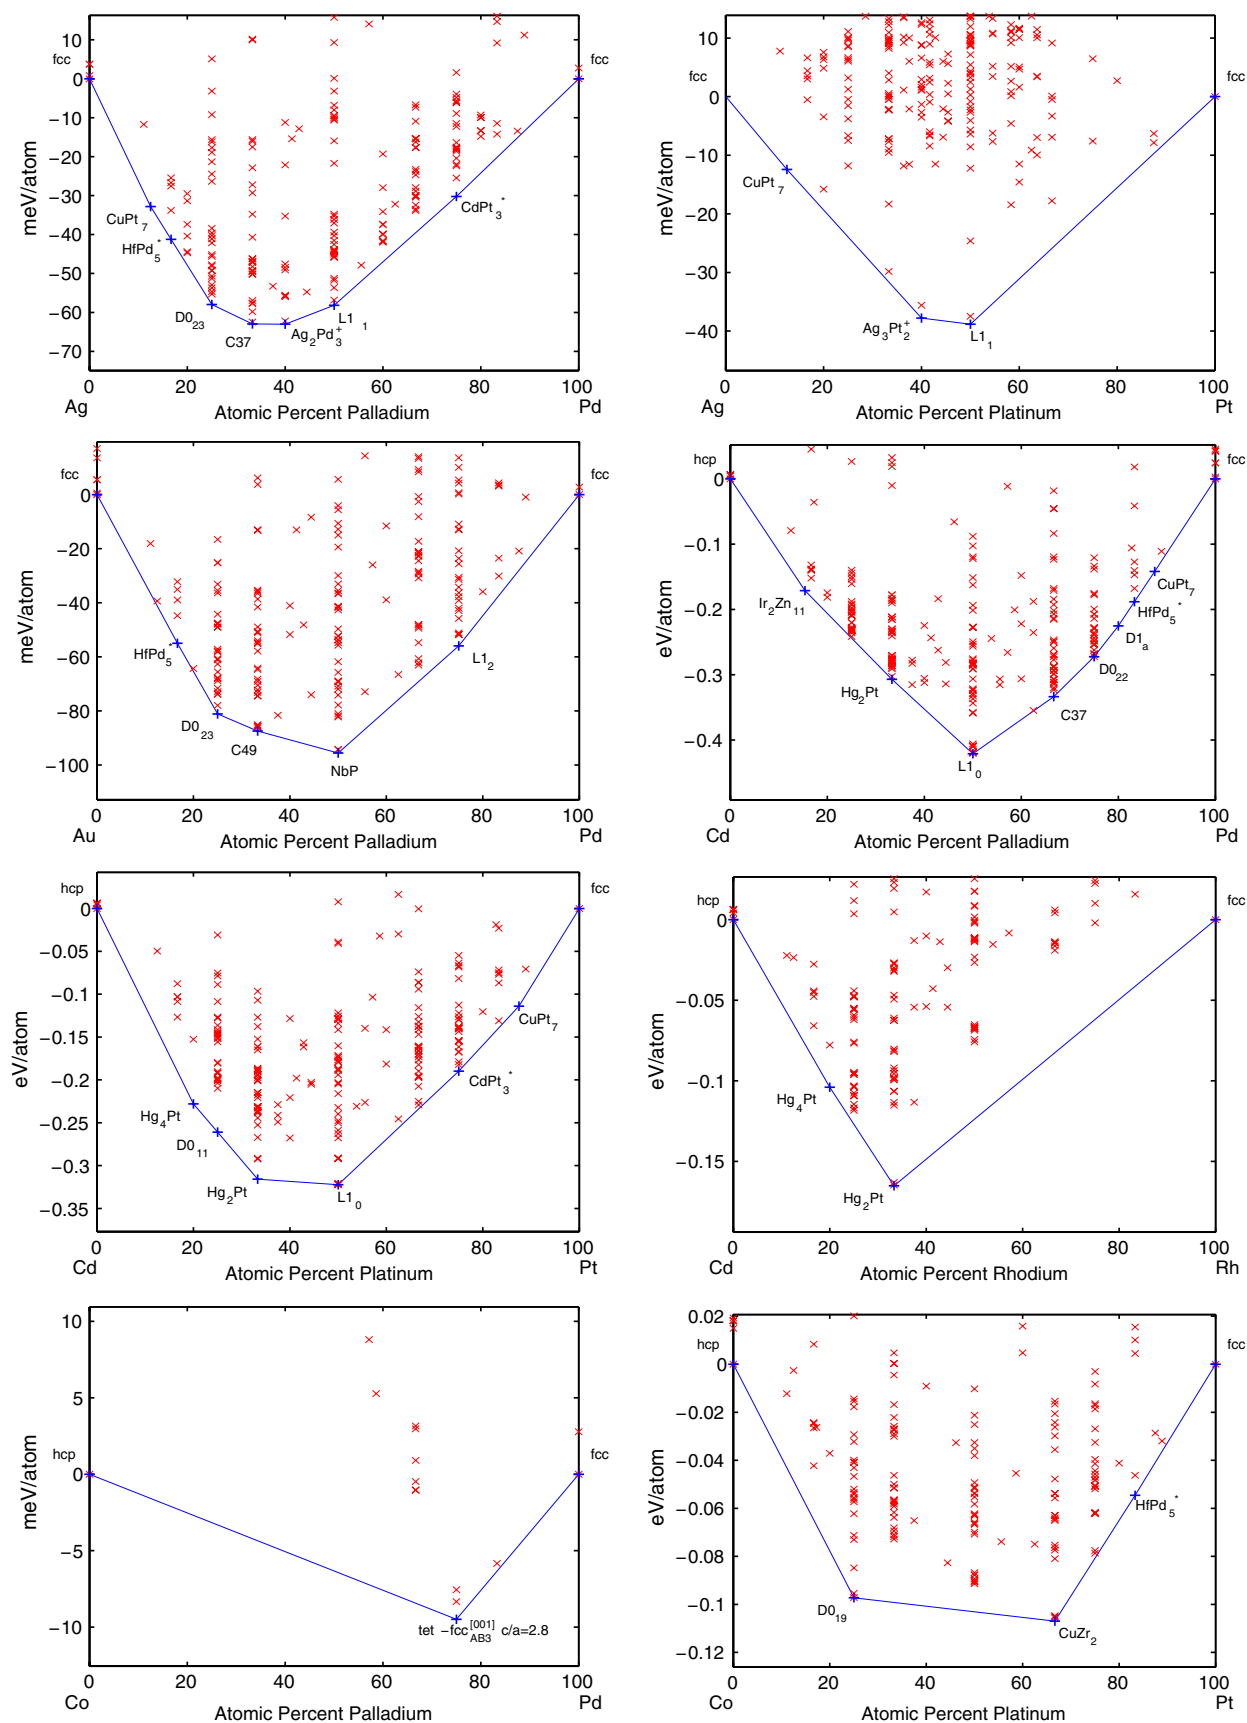 10
0
−10
−20
−30
−40
−50
−60
−70
meV/atom
fcc
fcc
CuPt7
HfPd5*
D023
C37
Ag2Pd3+
L11
CdPt3*
0 20 40 60 80 100
Ag Atomic Percent Palladium Pd
10
0
−10
−20
−30
−40
meV/atom
fcc
fcc
CuPt7
Ag3Pt2+
L11
0 20 40 60 80 100
Ag Atomic Percent Platinum Pt
0
−20
−40
−60
−80
−100
meV/atom
fcc
fcc
HfPd5*
D023
C49
NbP
L12
0 20 40 60 80 100
Au Atomic Percent Palladium Pd
0
−0.1
−0.2
−0.3
−0.4
eV/atom
hcp
fcc
Ir2Zn11
Hg2Pt
L10
C37
D022
D1a
HfPd5*
CuPt7
0 20 40 60 80 100
Cd Atomic Percent Palladium Pd
0
−0.05
−0.1
−0.15
−0.2
−0.25
−0.3
−0.35
eV/atom
hcp
fcc
Hg4Pt
D011
Hg2Pt
L10
CdPt3*
CuPt7
0 20 40 60 80 100
Cd Atomic Percent Platinum Pt
0
−0.05
−0.1
−0.15
eV/atom
hcp
fcc
Hg4Pt
Hg2Pt
0 20 40 60 80 100
Cd Atomic Percent Rhodium Rh
10
5
0
−5
−10
meV/atom
hcp
fcc
tet −fcc[001]AB3 c/a=2.8
0 20 40 60 80 100
Co Atomic Percent Palladium Pd
0.02
0
−0.02
−0.04
−0.06
−0.08
−0.1
−0.12
eV/atom
hcp
fcc
D019
CuZr2
HfPd5*
0 20 40 60 80 100
Co Atomic Percent Platinum Pt